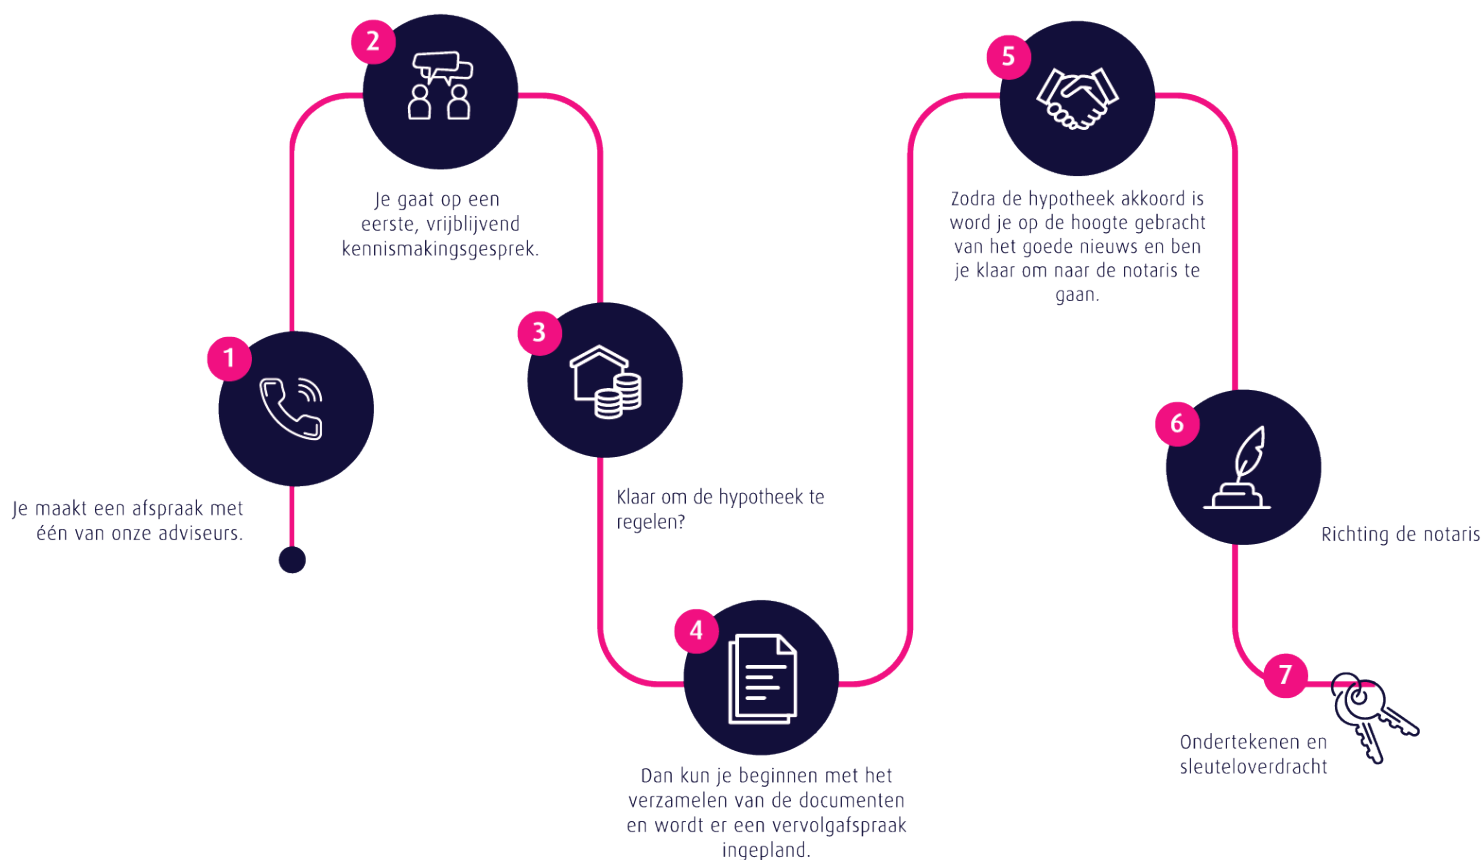 1
Je maakt een afspraak met
één van onze adviseurs.
2
Je gaat op een
eerste, vrijblijvend
kennismakingsgesprek.
3
Klaar om de hypotheek te
regelen?
4
Dan kun je beginnen met het
verzamelen van de documenten
en wordt er een vervolgafspraak
ingepland.
5
Zodra de hypotheek akkoord is
word je op de hoogte gebracht
van het goede nieuws en ben
je klaar om naar de notaris te
gaan.
6
Richting de notaris
7
Ondertekenen en
sleuteloverdracht